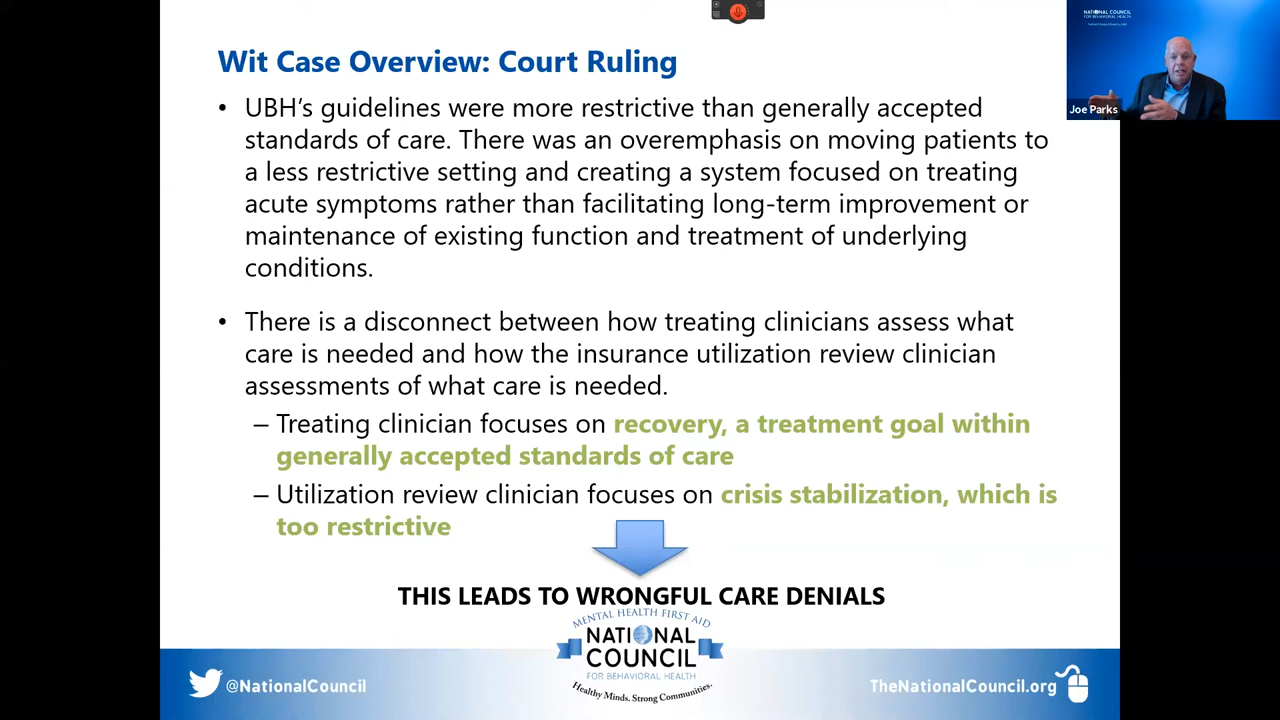 NATIONAL COUNCIL
FOR BEHAVIORAL HEALTH
Joe Parks
Wit Case Overview: Court Ruling
• UBH’s guidelines were more restrictive than generally accepted
standards of care. There was an overemphasis on moving patients to
a less restrictive setting and creating a system focused on treating
acute symptoms rather than facilitating long-term improvement or
maintenance of existing function and treatment of underlying
conditions.
• There is a disconnect between how treating clinicians assess what
care is needed and how the insurance utilization review clinician
assessments of what care is needed.
– Treating clinician focuses on recovery, a treatment goal within
generally accepted standards of care
– Utilization review clinician focuses on crisis stabilization, which is
too restrictive
THIS LEADS TO WRONGFUL CARE DENIALS
MENTAL HEALTH FIRST AID
NATIONAL
COUNCIL
FOR BEHAVIORAL HEALTH
Healthy Minds. Strong Communities.
@NationalCouncil
TheNationalCouncil.org